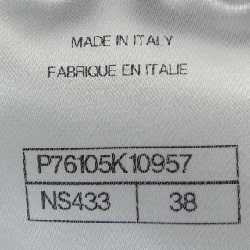 MADE IN ITALY
FABRIQUE EN ITALIE
P76105K10957
NS433 38